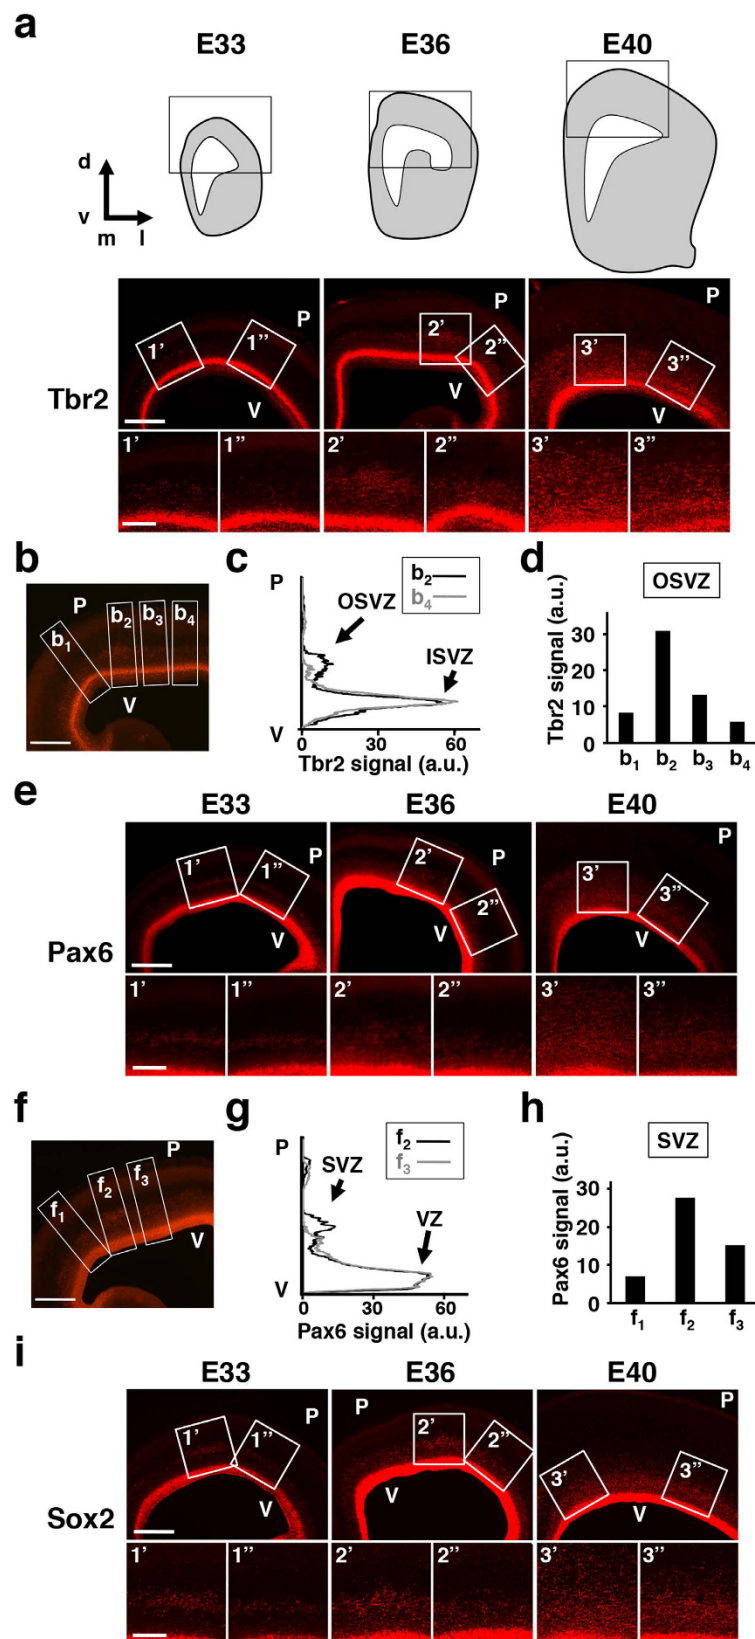 a
E33 E36 E40
d
v
m l
P P P
1' 1" 2' 2" 3' 3"
V V V
Tbr2
1' 1" 2' 2" 3' 3"
b c d
P
b1 b2 b3 b4
V
P
b2
b4
OSVZ
ISVZ
V
0 30 60
Tbr2 signal (a.u.)
OSVZ
Tbr2 signal (a.u.)
30
20
10
0
b1 b2 b3 b4
e
E33 E36 E40
P P P
1' 1" 2' 2" 3' 3"
V V V
Pax6
1' 1" 2' 2" 3' 3"
f g h
P
f1 f2 f3
V
P
f2
f3
SVZ
VZ
V
0 30 60
Pax6 signal (a.u.)
SVZ
Pax6 signal (a.u.)
30
20
10
0
f1 f2 f3
i
E33 E36 E40
P P P
1' 1" 2' 2" 3' 3"
V V V
Sox2
1' 1" 2' 2" 3' 3"